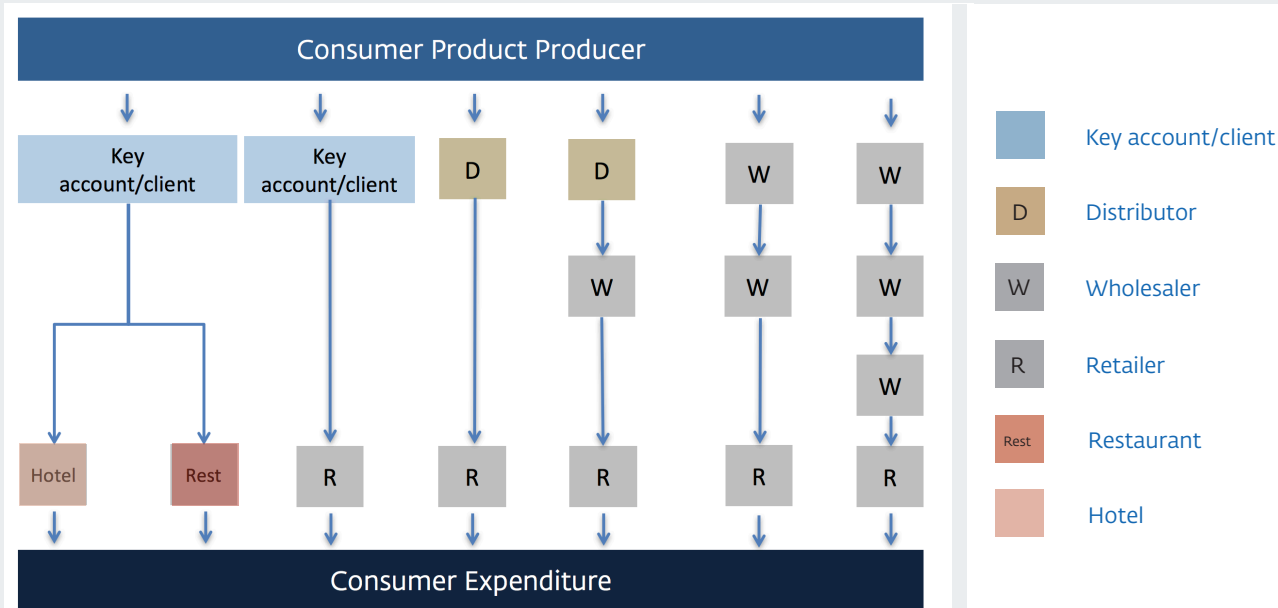 Consumer Product Producer
Key
account/client
Key
account/client
D
D
W
W
W
W
W
W
Hotel
Rest
R
R
R
R
R
Consumer Expenditure
Key account/client
D
Distributor
W
Wholesaler
R
Retailer
Rest
Restaurant
Hotel